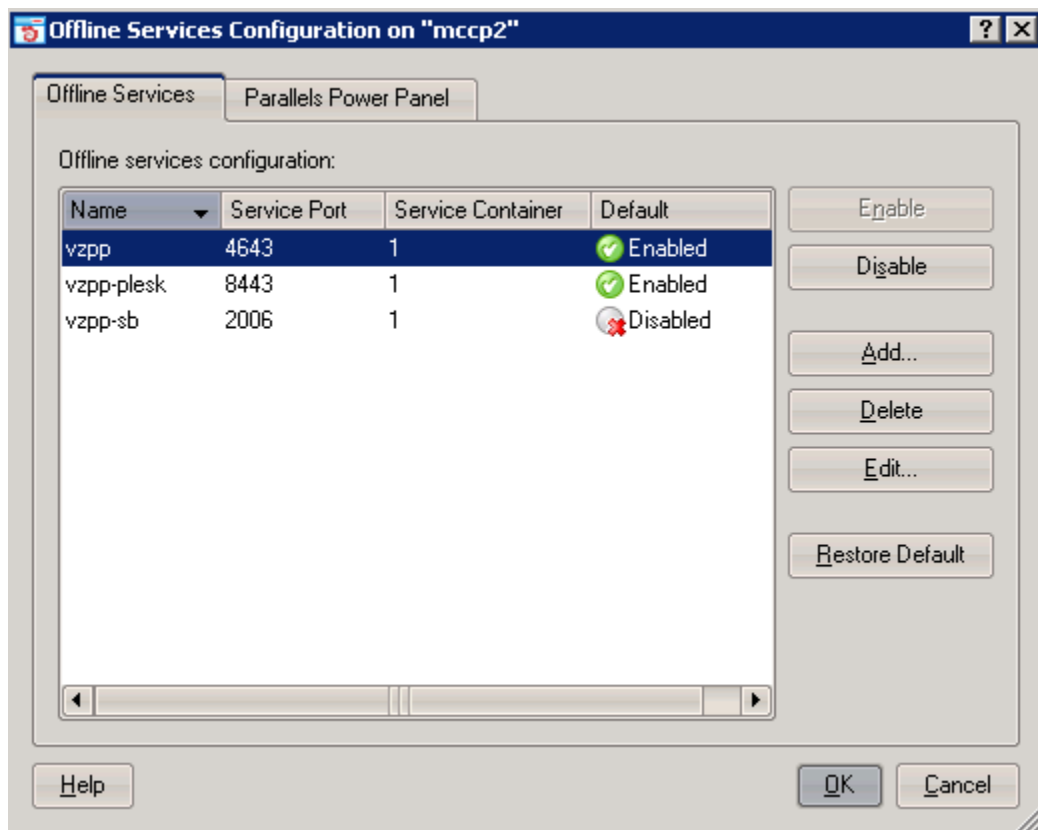 Offline Services Configuration on "mccp2"
Offline Services Parallels Power Panel
Offline services configuration:
Name Service Port Service Container Default
vzpp 4643 1 Enabled
vzpp-plesk 8443 1 Enabled
vzpp-sb 2006 1 Disabled
Enable
Disable
Add...
Delete
Edit...
Restore Default
Help OK Cancel